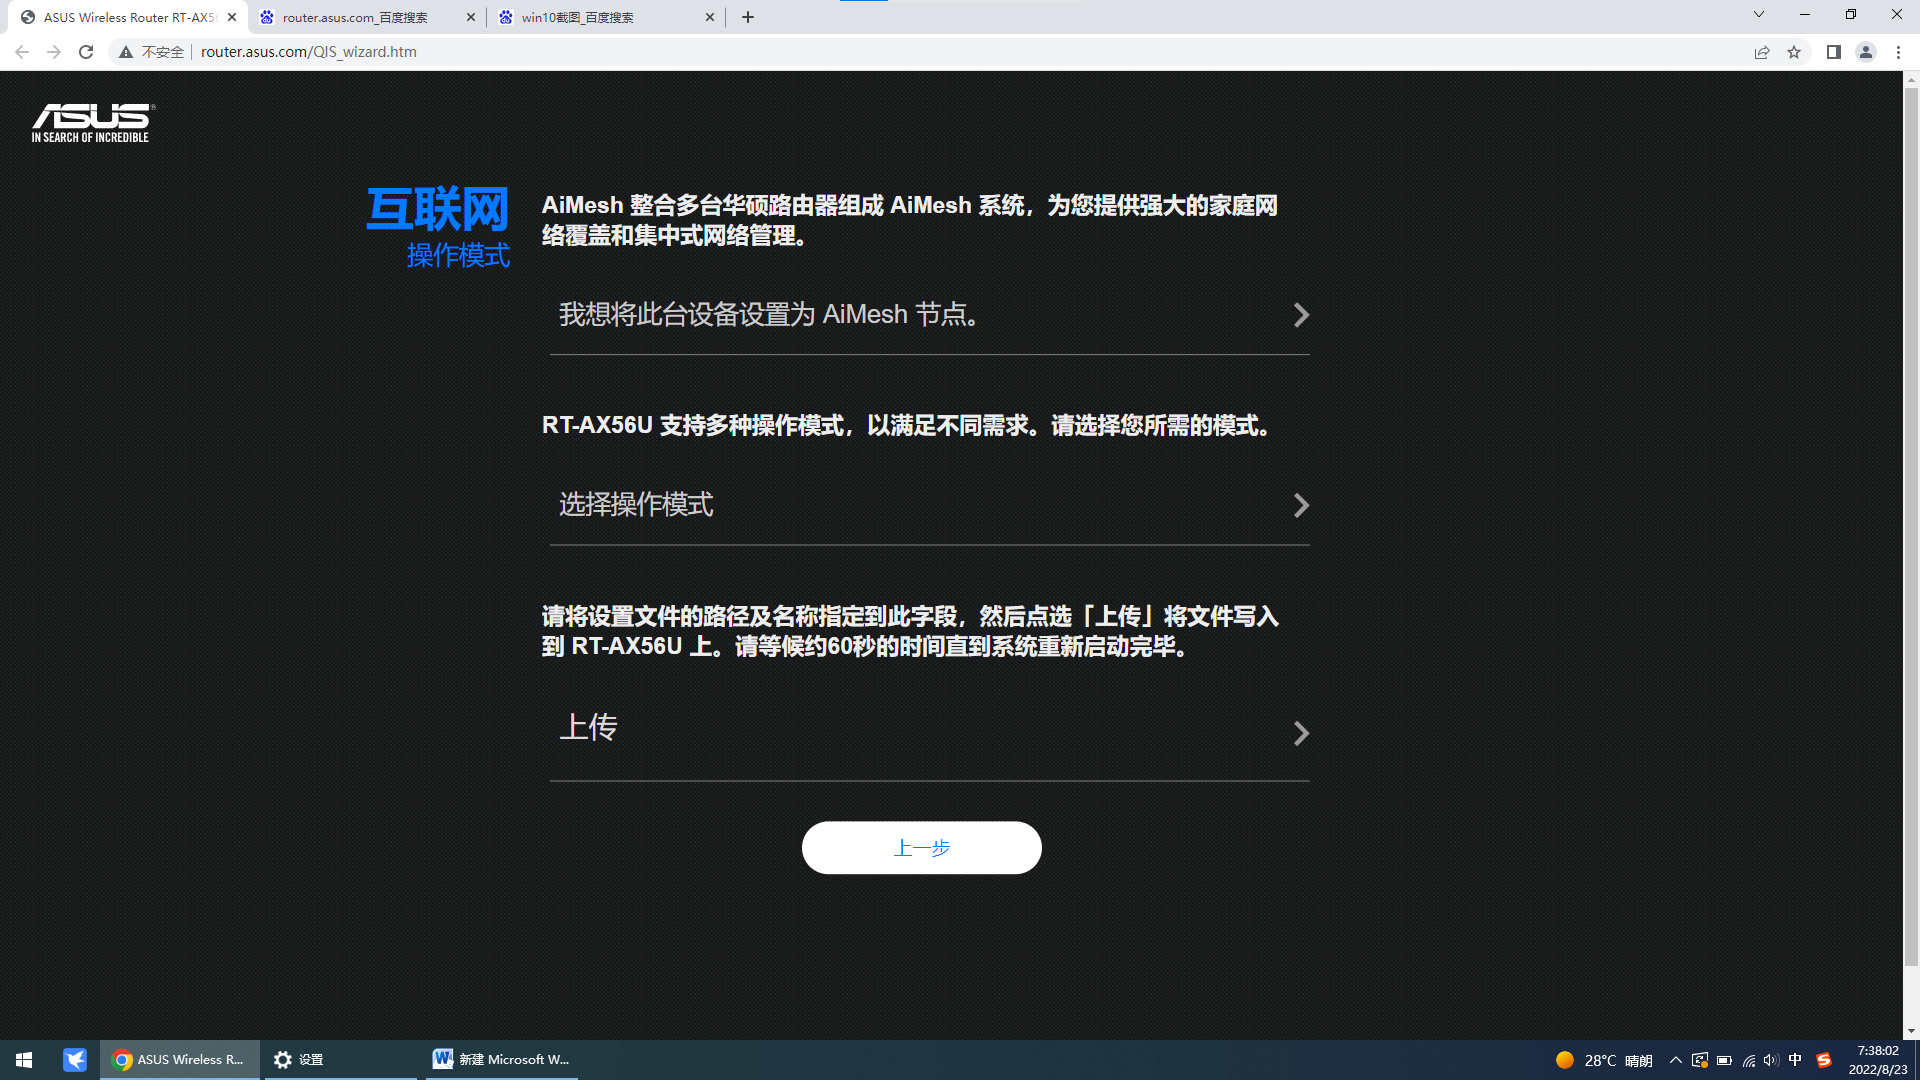 ASUS Wireless Router RT-AX56
router.asus.com_百度搜索
win10截图_百度搜索
不安全
router.asus.com/QIS_wizard.htm
ASUS
IN SEARCH OF INCREDIBLE
互联网
操作模式
AiMesh 整合多台华硕路由器组成 AiMesh 系统，为您提供强大的家庭网
络覆盖和集中式网络管理。
我想将此台设备设置为 AiMesh 节点。
RT-AX56U 支持多种操作模式，以满足不同需求。请选择您所需的模式。
选择操作模式
请将设置文件的路径及名称指定到此字段，然后点选「上传」将文件写入
到 RT-AX56U 上。请等候约60秒的时间直到系统重新启动完毕。
上传
上一步
ASUS Wireless R...
设置
新建 Microsoft W...
28°C 晴朗
中
7:38:02
2022/8/23